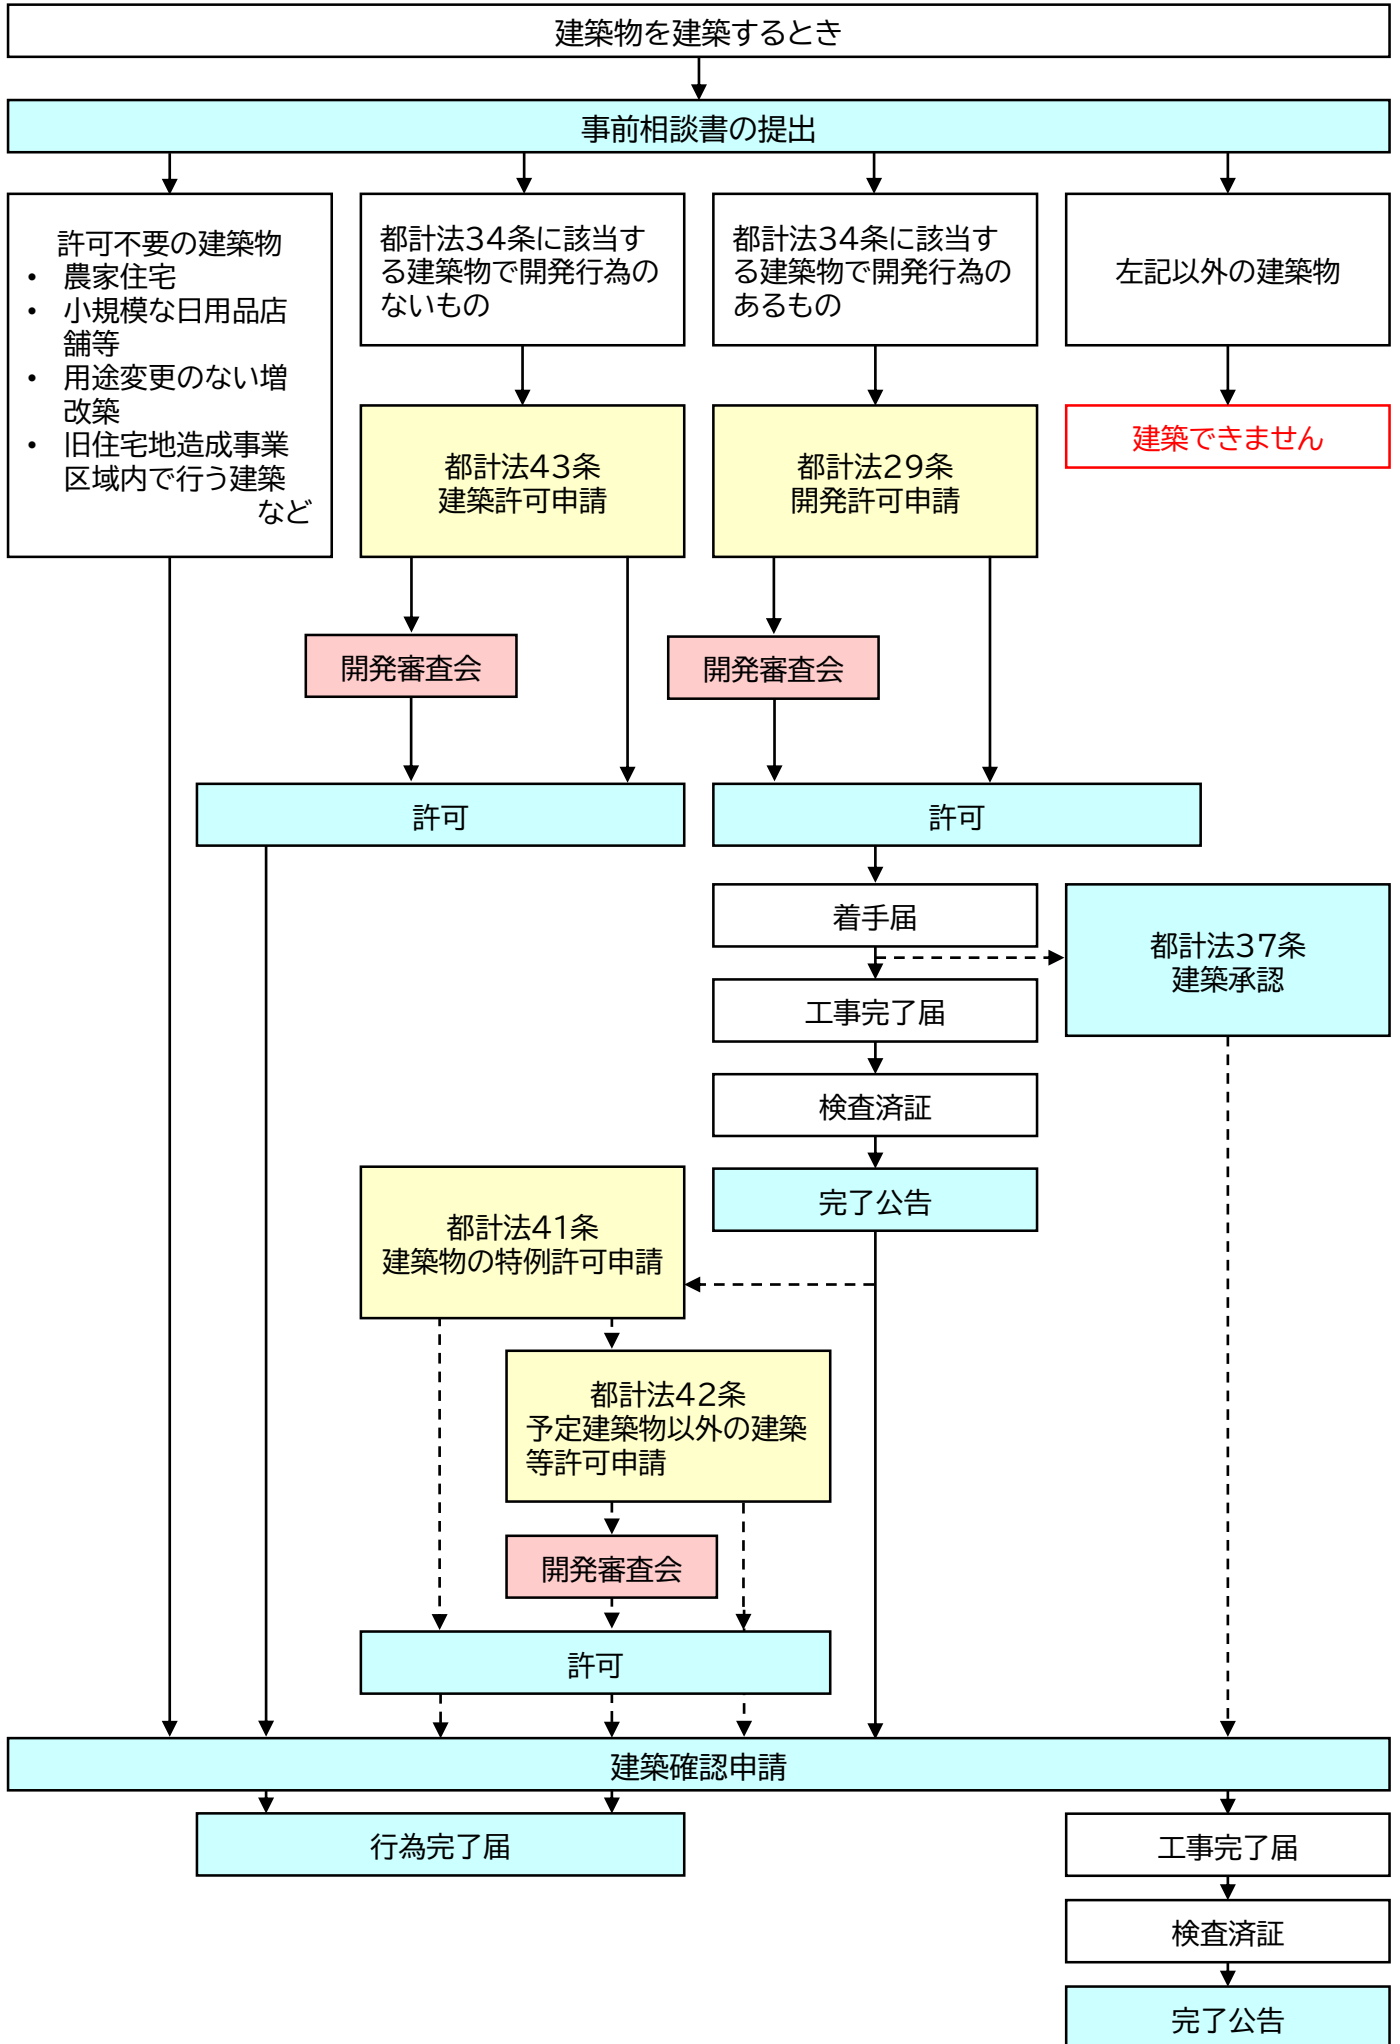 建築物を建築するとき
事前相談書の提出
許可不要の建築物
・ 農家住宅
・ 小規模な日用品店
舗等
・ 用途変更のない増
改築
・ 旧住宅地造成事業
区域内で行う建築
など
都計法34条に該当す
る建築物で開発行為の
ないもの
都計法34条に該当す
る建築物で開発行為の
あるもの
左記以外の建築物
都計法43条
建築許可申請
都計法29条
開発許可申請
建築できません
開発審査会
開発審査会
許可
許可
着手届
都計法37条
建築承認
工事完了届
検査済証
完了公告
都計法41条
建築物の特例許可申請
都計法42条
予定建築物以外の建築
等許可申請
開発審査会
許可
建築確認申請
行為完了届
工事完了届
検査済証
完了公告